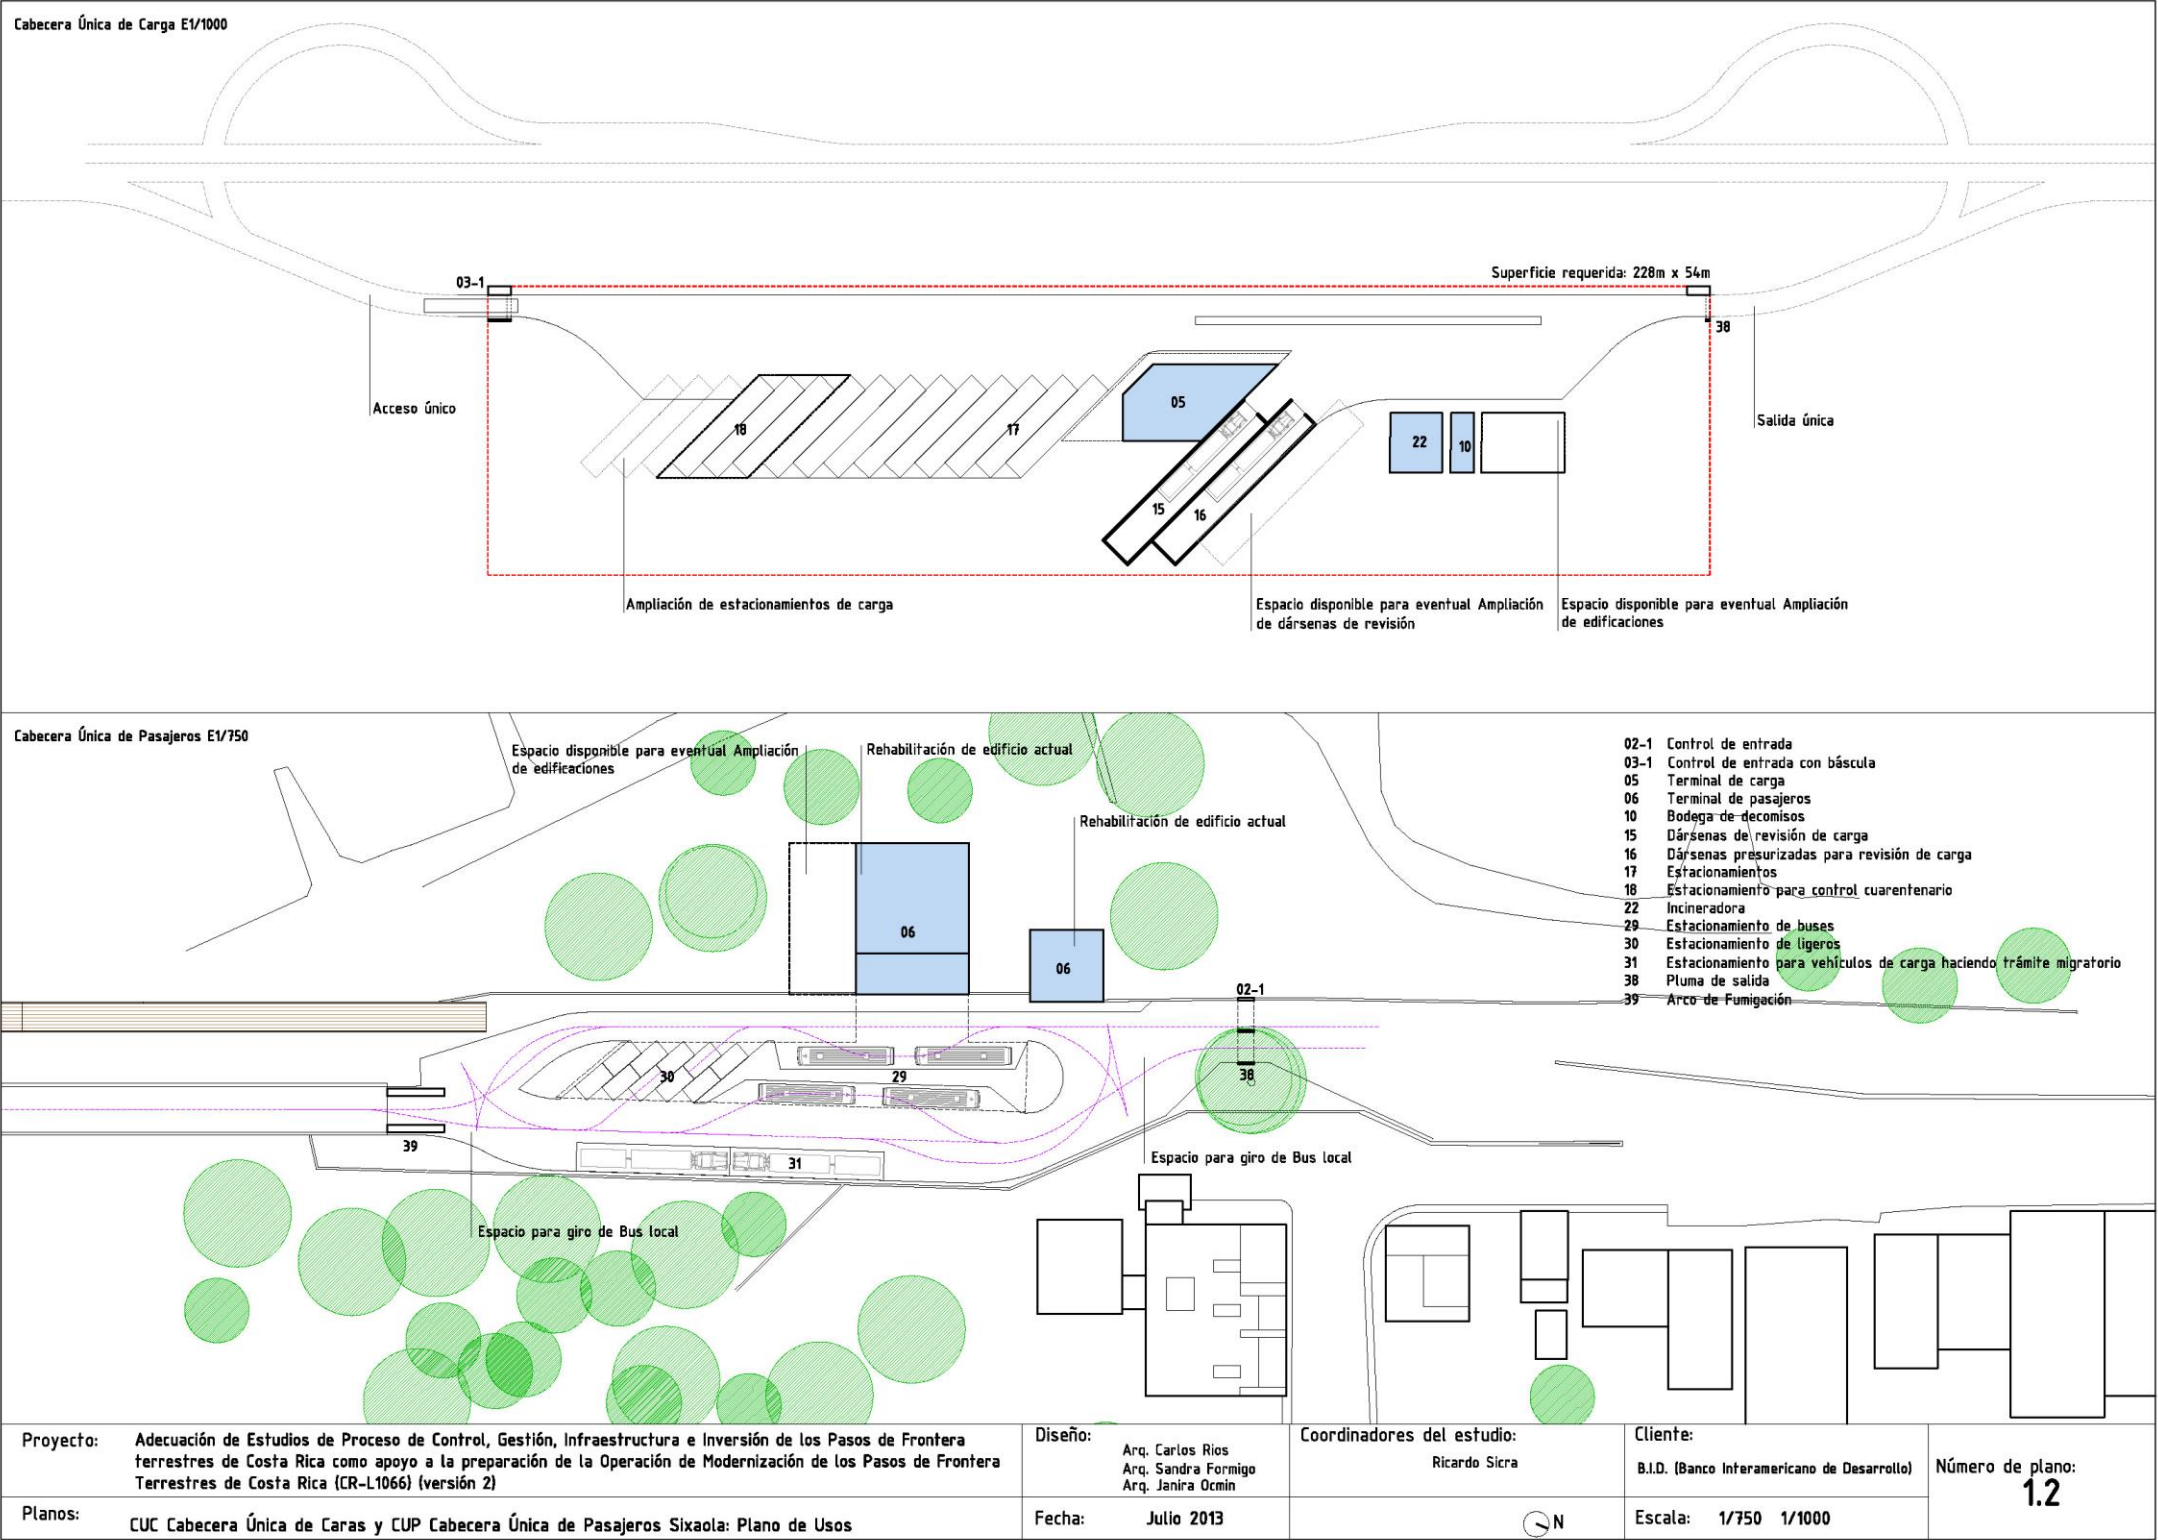 Cabecera Única de Carga E1/1000
Superficie requerida: 228m x 54m
03-1
38
Acceso único
Salida única
18
17
05
22
10
15
16
Ampliación de estacionamientos de carga
Espacio disponible para eventual Ampliación
de dársenas de revisión
Espacio disponible para eventual Ampliación
de edificaciones
Cabecera Única de Pasajeros E1/750
Espacio disponible para eventual Ampliación
de edificaciones
Rehabilitación de edificio actual
Rehabilitación de edificio actual
02-1 Control de entrada
03-1 Control de entrada con báscula
05 Terminal de carga
06 Terminal de pasajeros
10 Bodega de decomisos
15 Dársenas de revisión de carga
16 Dársenas presurizadas para revisión de carga
17 Estacionamientos
18 Estacionamiento para control cuarentenario
22 Incineradora
29 Estacionamiento de buses
30 Estacionamiento de ligeros
31 Estacionamiento para vehículos de carga haciendo trámite migratorio
38 Pluma de salida
39 Arco de Fumigación
06
06
02-1
30
29
38
39
31
Espacio para giro de Bus local
Espacio para giro de Bus local
Proyecto: Adecuación de Estudios de Proceso de Control, Gestión, Infraestructura e Inversión de los Pasos de Frontera
terrestres de Costa Rica como apoyo a la preparación de la Operación de Modernización de los Pasos de Frontera
Terrestres de Costa Rica (CR-L1066) (versión 2)
Planos: CUC Cabecera Única de Caras y CUP Cabecera Única de Pasajeros Sixaola: Plano de Usos
Diseño:
Arq. Carlos Rios
Arq. Sandra Formigo
Arq. Janira Ocmin
Fecha: Julio 2013
Coordinadores del estudio:
Ricardo Sicra
N
Cliente:
B.I.D. (Banco Interamericano de Desarrollo)
Escala: 1/750 1/1000
Número de plano:
1.2